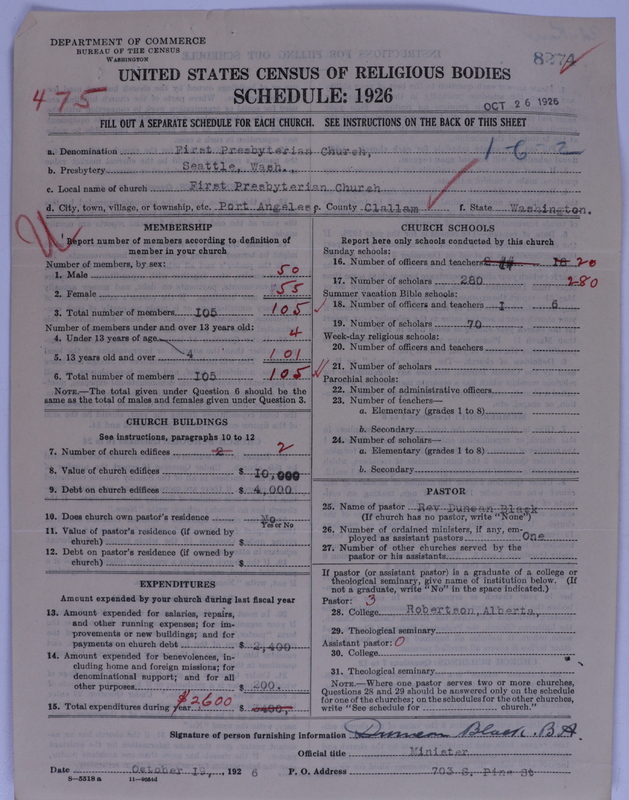 DEPARTMENT OF COMMERCE
BUREAU OF THE CENSUS
WASHINGTON
8274
UNITED STATES CENSUS OF RELIGIOUS BODIES
475
SCHEDULE: 1926
OCT 26 1926
FILL OUT A SEPARATE SCHEDULE FOR EACH CHURCH. SEE INSTRUCTIONS ON THE BACK OF THIS SHEET
a. Denomination First Presbyterian Church, 1-6-2
b. Presbytery Seattle, Wash.,
c. Local name of church First Presbyterian Church
d. City, town, village, or township, etc. Port Angeles e. County Clallam f. State Washington.
U
MEMBERSHIP
Report number of members according to definition of
member in your church
Number of members, by sex:
1. Male 50
2. Female 55
3. Total number of members 105 105
Number of members under and over 13 years old:
4. Under 13 years of age 4
5. 13 years old and over 4 101
6. Total number of members 105 105
NOTE.—The total given under Question 6 should be
same as the total of males and females given under Question 3.
CHURCH BUILDINGS
See instructions, paragraphs 10 to 12
7. Number of church edifices 2 2
8. Value of church edifices $ 10,000
9. Debt on church edifices $ 4,000
10. Does church own pastor's residence No
Yes or No
11. Value of pastor's residence (if owned by
church) $
12. Debt on pastor's residence (if owned by
church) $
EXPENDITURES
Amount expended by your church during last fiscal year
13. Amount expended for salaries, repairs,
and other running expenses; for im-
provements or new buildings; and for
payments on church debt $ 2,400
14. Amount expended for benevolences, in-
cluding home and foreign missions; for
denominational support; and for all
other purposes $ 200.
$2600
15. Total expenditures during year $
CHURCH SCHOOLS
Report here only schools conducted by this church
Sunday schools:
16. Number of officers and teachers 18 20
17. Number of scholars 280 280
Summer vacation Bible schools:
18. Number of officers and teachers 1 6
19. Number of scholars 70
Week-day religious schools:
20. Number of officers and teachers
21. Number of scholars
Parochial schools:
22. Number of administrative officers
23. Number of teachers—
a. Elementary (grades 1 to 8)
b. Secondary
24. Number of scholars—
a. Elementary (grades 1 to 8)
b. Secondary
PASTOR
25. Name of pastor Rev Duncan Black
(If church has no pastor, write "None")
26. Number of ordained ministers, if any, em-
ployed as assistant pastors One
27. Number of other churches served by the
pastor or his assistants
If pastor (or assistant pastor) is a graduate of a college or
theological seminary, give name of institution below. (If
not a graduate, write "No" in the space indicated.)
Pastor: 3
28. College Robertson, Alberta,
29. Theological seminary
Assistant pastor: 0
30. College
31. Theological seminary
NOTE.—Where one pastor serves two or more churches,
Questions 28 and 29 should be answered only on the schedule
for one of the churches; on the schedules for the other churches,
write "See schedule for church."
Signature of person furnishing information Duncan Black. B A.
Official title Minister
Date October 19, 1926 P. O. Address 703 S. Pine St
8-5518 a